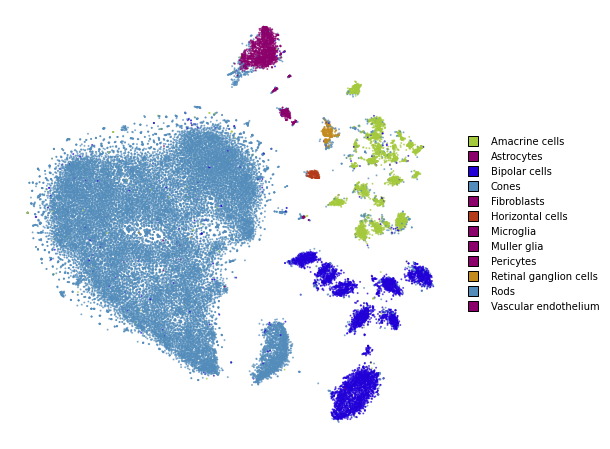 Amacrine cells
Astrocytes
Bipolar cells
Cones
Fibroblasts
Horizontal cells
Microglia
Muller glia
Pericytes
Retinal ganglion cells
Rods
Vascular endothelium